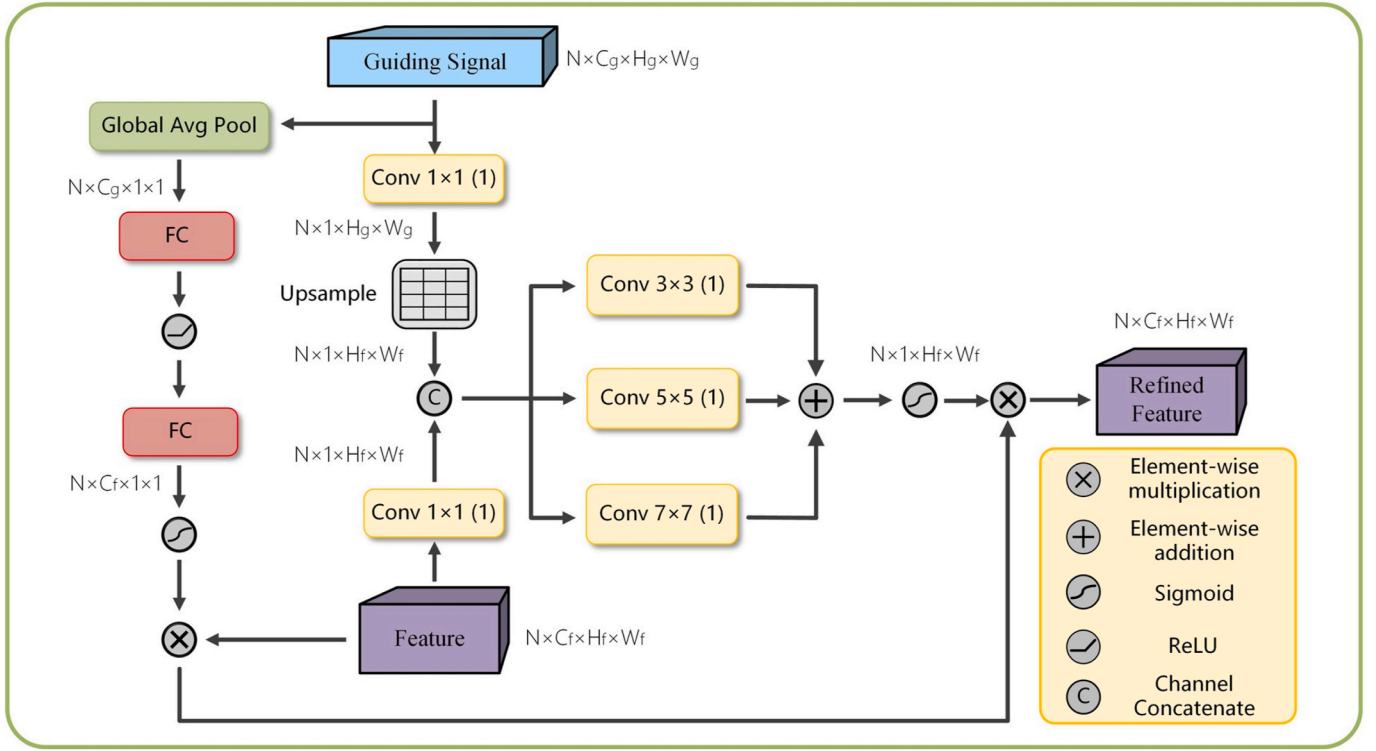 Guiding Signal
N×Cg×Hg×Wg
Global Avg Pool
Conv 1×1 (1)
N×Cg×1×1
FC
N×1×Hg×Wg
Upsample
Conv 3×3 (1)
N×1×Hf×Wf
C
Conv 5×5 (1)
N×1×Hf×Wf
N×Cf×Hf×Wf
Refined
Feature
FC
N×1×Hf×Wf
N×Cf×1×1
Conv 1×1 (1)
Conv 7×7 (1)
Feature
N×Cf×Hf×Wf
Element-wise
multiplication
Element-wise
addition
Sigmoid
ReLU
C
Channel
Concatenate